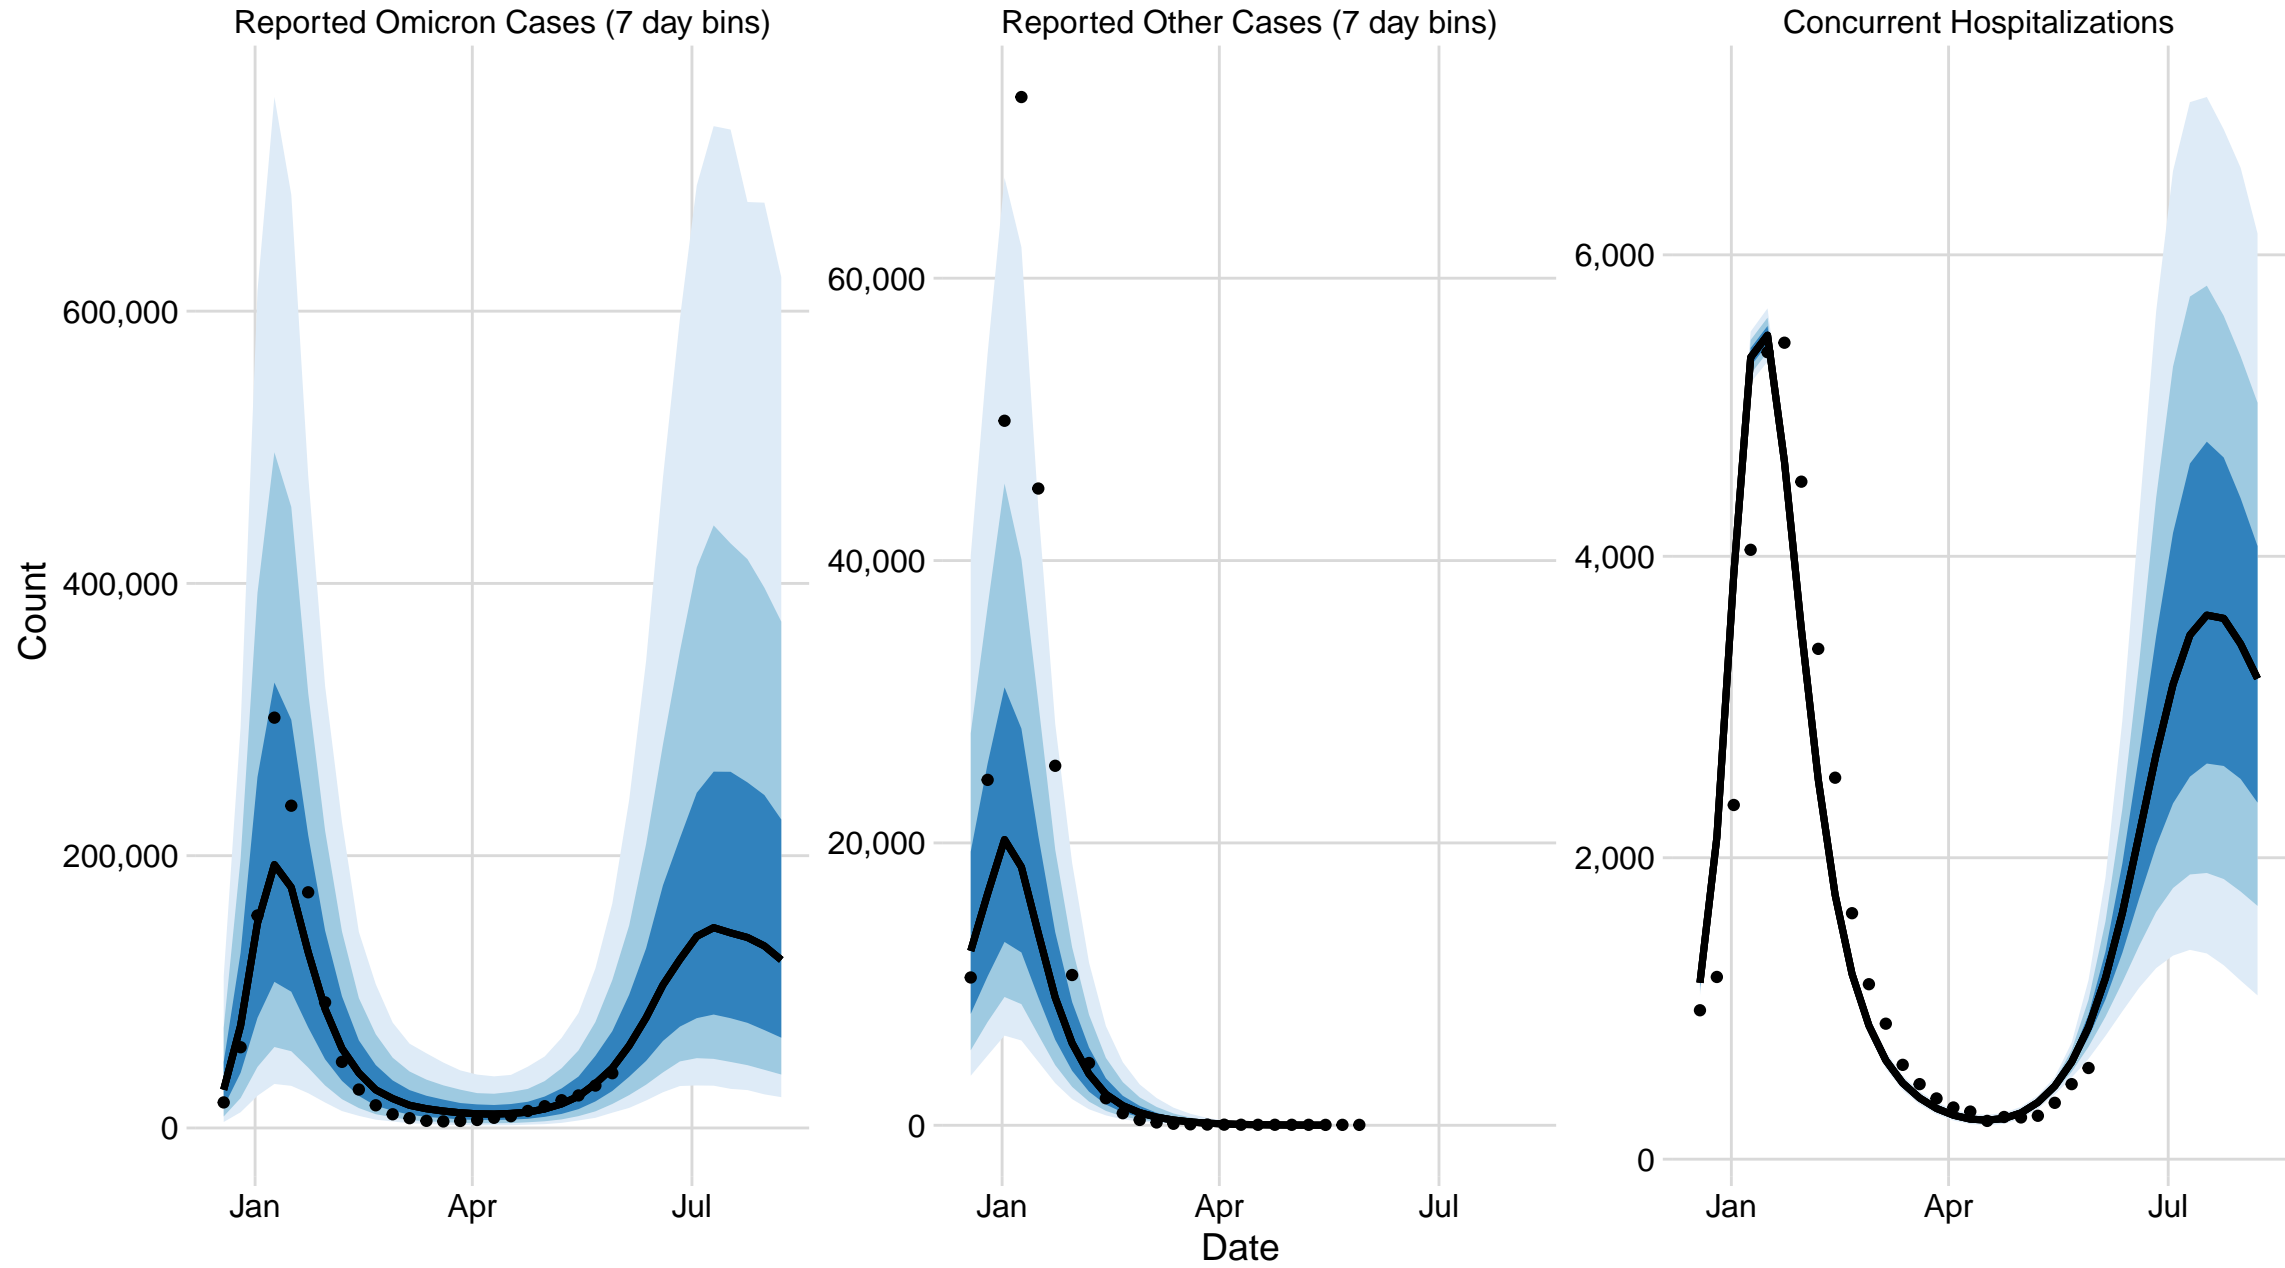 Reported Omicron Cases (7 day bins)
Reported Other Cases (7 day bins)
Concurrent Hospitalizations
Count
600,000
400,000
200,000
0
60,000
40,000
20,000
0
6,000
4,000
2,000
0
Jan
Apr
Jul
Jan
Apr
Jul
Jan
Apr
Jul
Date